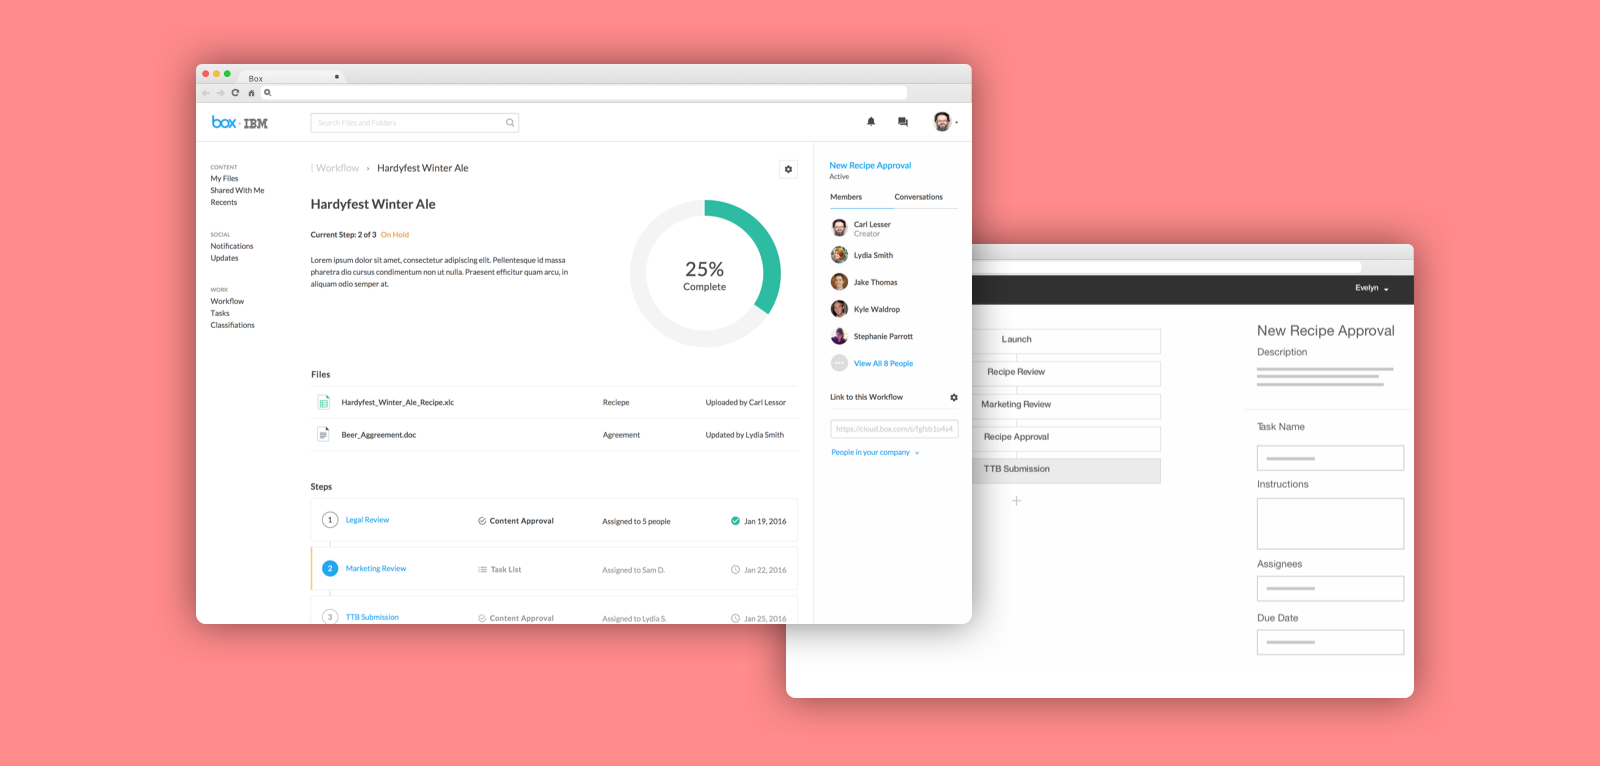 Box
box + IBM
Search Files and Folders
CONTENT
My Files
Shared With Me
Recents
SOCIAL
Notifications
Updates
WORK
Workflow
Tasks
Classifiations
Workflow › Hardyfest Winter Ale
Hardyfest Winter Ale
Current Step: 2 of 3 On Hold
Lorem ipsum dolor sit amet, consectetur adipiscing elit. Pellentesque id massa
pharetra dio cursus condimentum non ut nulla. Praesent efficitur quam arcu, in
aliquam odio semper at.
25%
Complete
Files
Hardyfest_Winter_Ale_Recipe.xlc Reciepe Uploaded by Carl Lessor
Beer_Aggreement.doc Agreement Updated by Lydia Smith
Steps
1 Legal Review Content Approval Assigned to 5 people Jan 19, 2016
2 Marketing Review Task List Assigned to Sam D. Jan 22, 2016
3 TTB Submission Content Approval Assigned to Lydia S. Jan 25, 2016
New Recipe Approval
Active
Members Conversations
Carl Lesser
Creator
Lydia Smith
Jake Thomas
Kyle Waldrop
Stephanie Parrott
View All 8 People
Link to this Workflow
https://cloud.box.com/s/fgfsb1o4s4
People in your company
Evelyn
Launch
Recipe Review
Marketing Review
Recipe Approval
TTB Submission
+
New Recipe Approval
Description
Task Name
Instructions
Assignees
Due Date